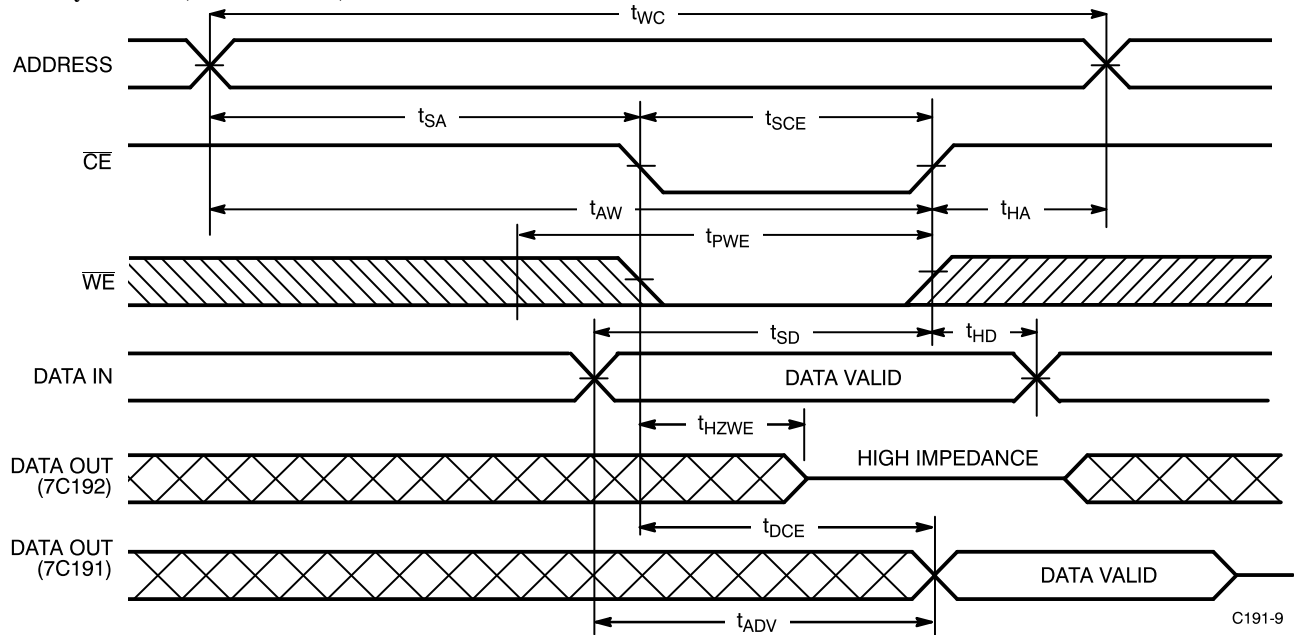 tWC
ADDRESS
tSA
tSCE
CE
tAW
tHA
tPWE
WE
tSD
tHD
DATA IN
DATA VALID
tHZWE
DATA OUT
(7C192)
HIGH IMPEDANCE
tDCE
DATA OUT
(7C191)
DATA VALID
tADV
C191-9